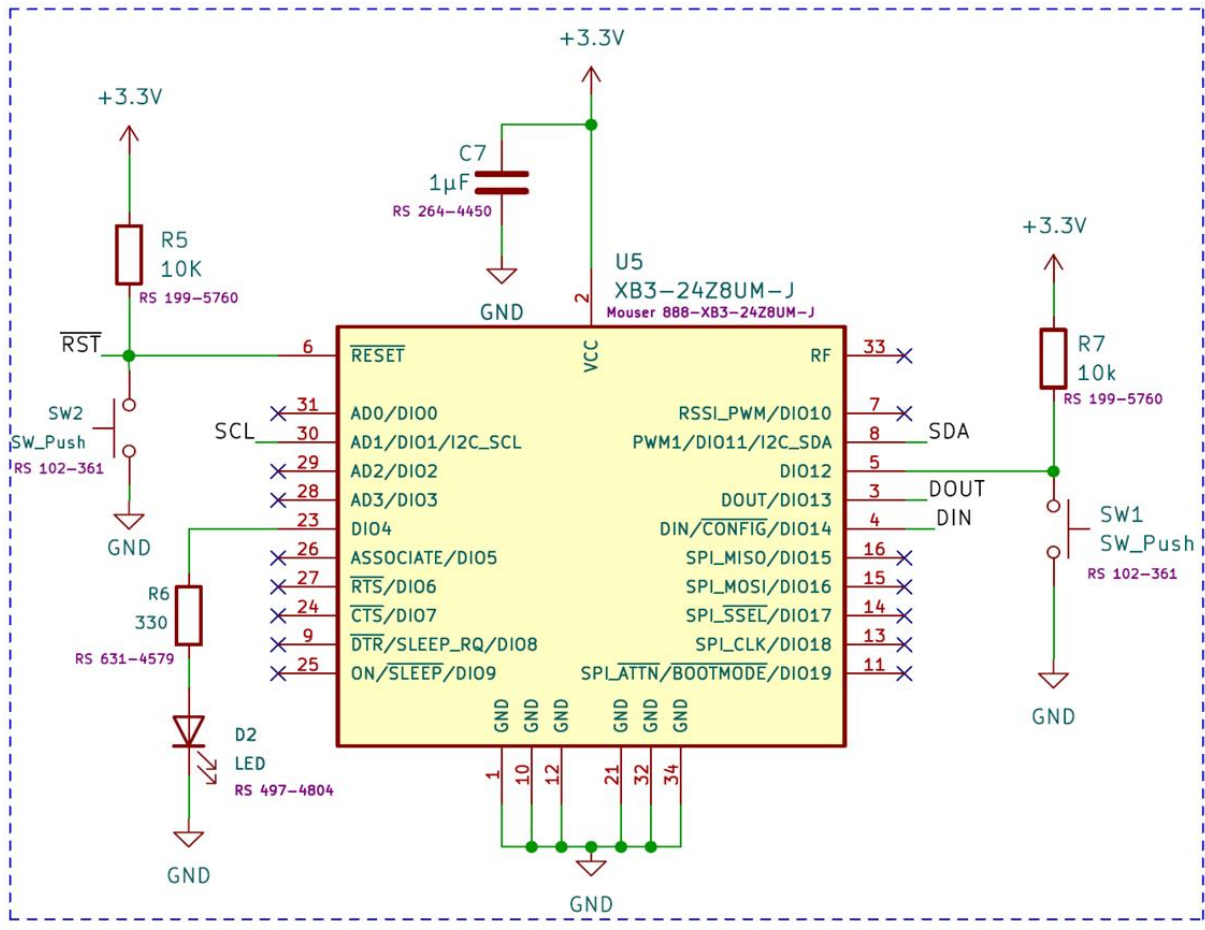 +3.3V
+3.3V
C7
1µF
RS 264-4450
GND
+3.3V
R5
10K
RS 199-5760
RST
SW2
SW_Push
RS 102-361
GND
U5
XB3-24Z8UM-J
Mouser 888-XB3-24Z8UM-J
2
VCC
6 RESET
31 AD0/DIO0
SCL 30 AD1/DIO1/I2C_SCL
29 AD2/DIO2
28 AD3/DIO3
23 DIO4
26 ASSOCIATE/DIO5
27 RTS/DIO6
24 CTS/DIO7
9 DTR/SLEEP_RQ/DIO8
25 ON/SLEEP/DIO9
RF 33
RSSI_PWM/DIO10 7
PWM1/DIO11/I2C_SDA 8 SDA
DIO12 5
DOUT/DIO13 3 DOUT
DIN/CONFIG/DIO14 4 DIN
SPI_MISO/DIO15 16
SPI_MOSI/DIO16 15
SPI_SSEL/DIO17 14
SPI_CLK/DIO18 13
SPI_ATTN/BOOTMODE/DIO19 11
GND GND GND GND GND GND
1 10 12 21 32 34
GND
R7
10k
RS 199-5760
SW1
SW_Push
RS 102-361
GND
R6
330
RS 631-4579
D2
LED
RS 497-4804
GND